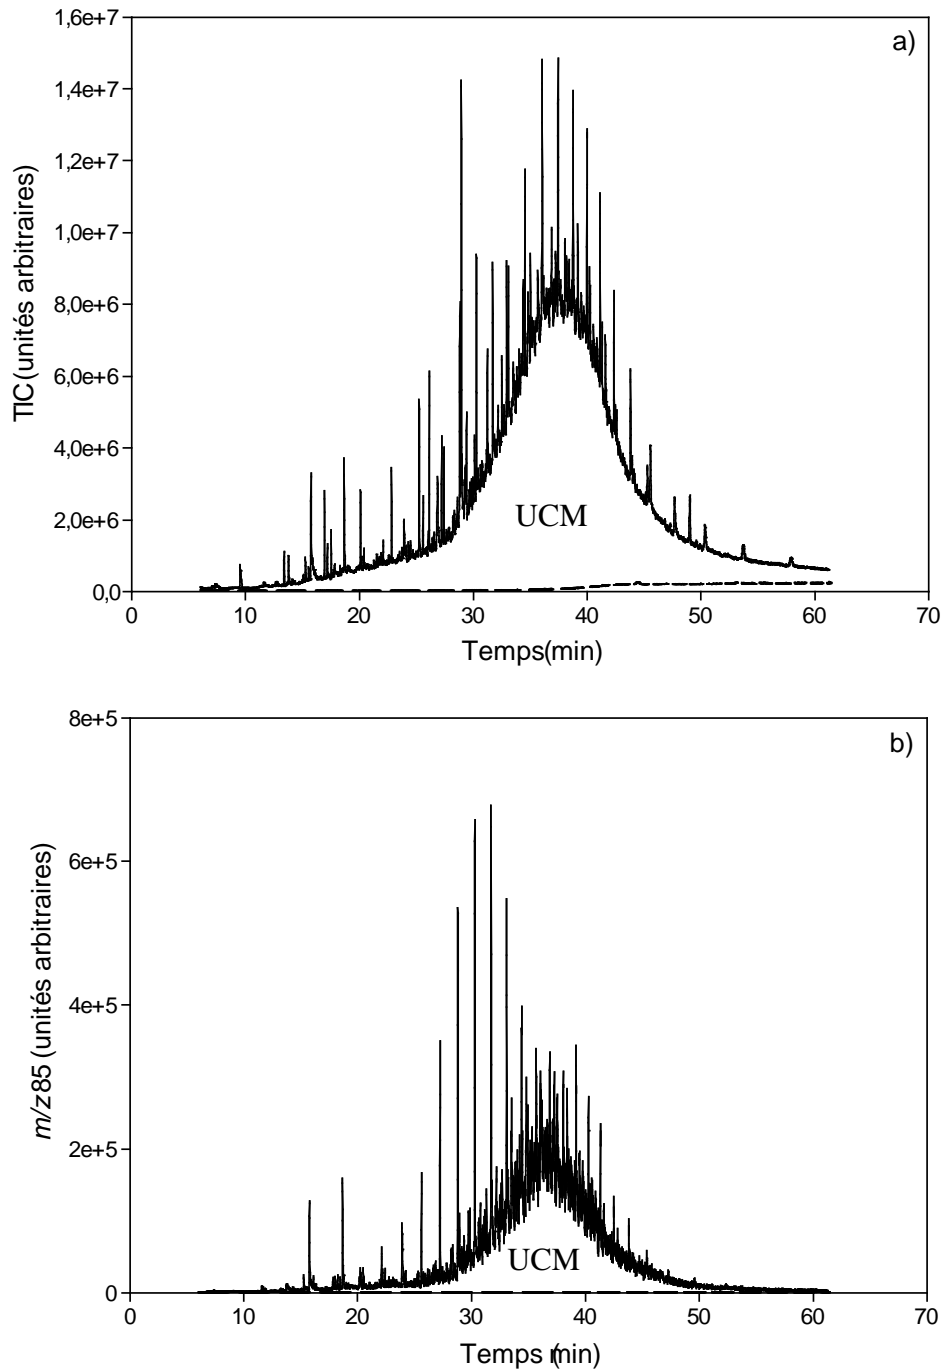 1,6e+7
a)
1,4e+7
1,2e+7
1,0e+7
8,0e+6
6,0e+6
4,0e+6
2,0e+6
0,0
TIC(unités arbitraires)
UCM
0 10 20 30 40 50 60 70
Temps(min)
8e+5
b)
6e+5
4e+5
2e+5
0
m/z85 (unités arbitraires)
UCM
0 10 20 30 40 50 60 70
Temps (min)